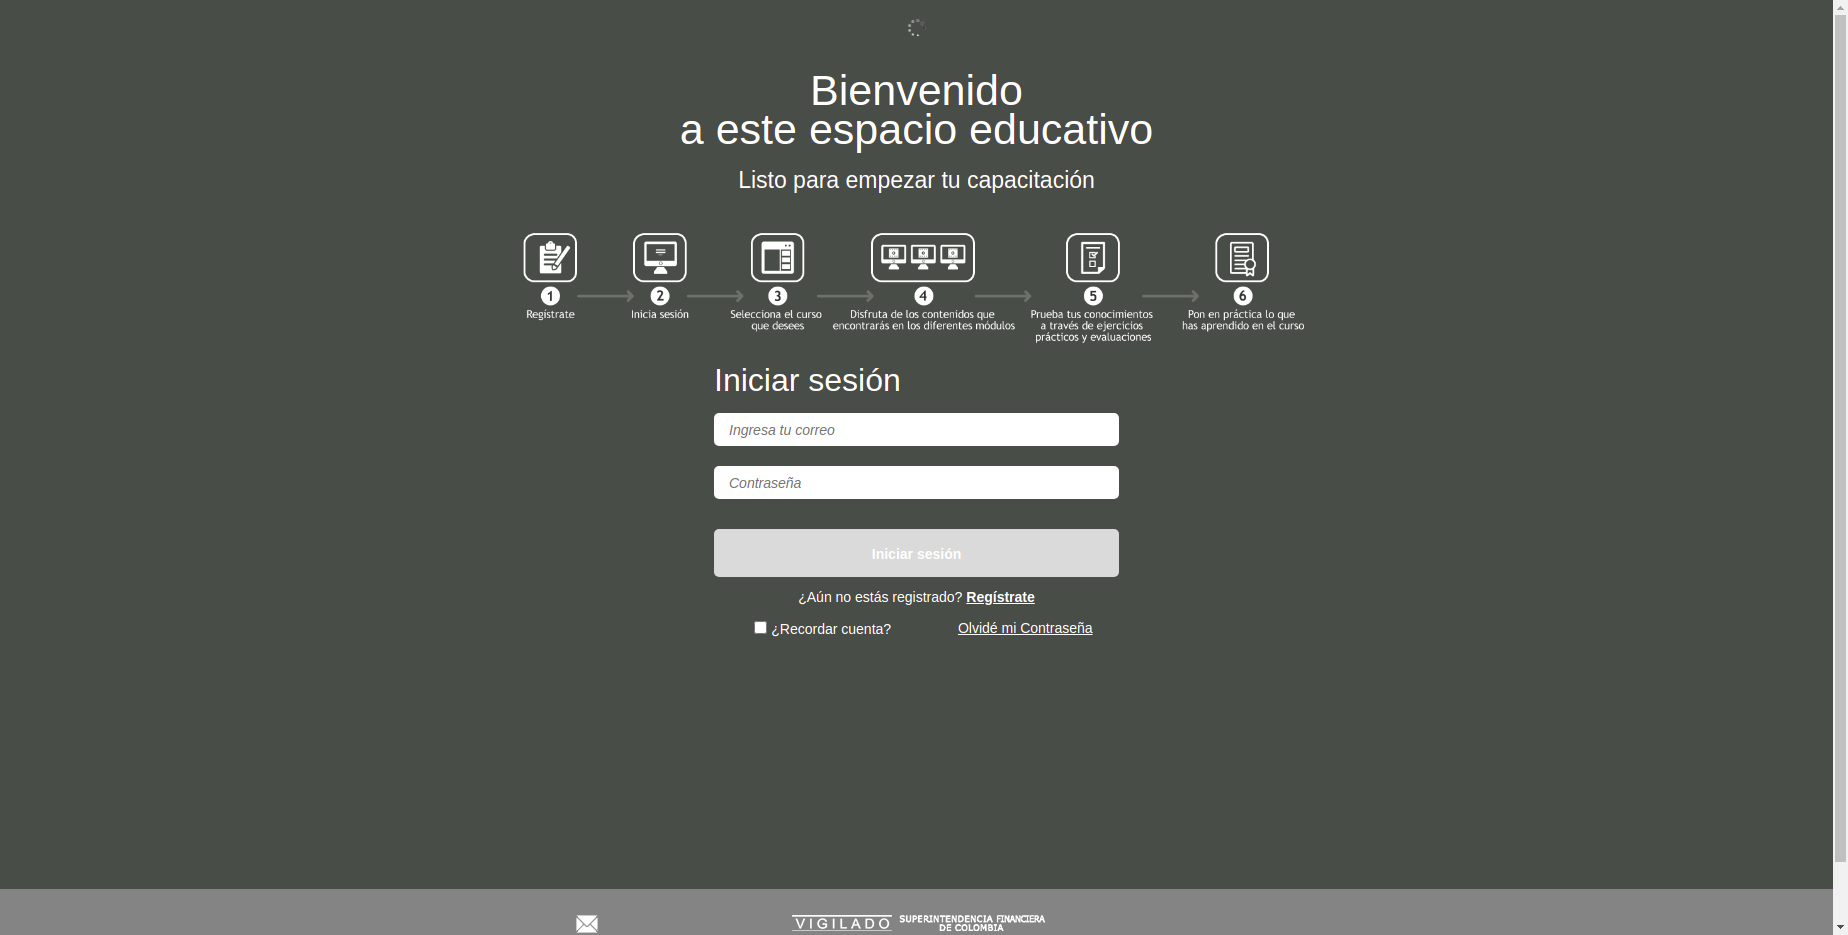 Bienvenido
a este espacio educativo
Listo para empezar tu capacitación
1
2
3
4
5
6
Regístrate
Inicia sesión
Selecciona el curso
que desees
Disfruta de los contenidos que
encontrarás en los diferentes módulos
Prueba tus conocimientos
a través de ejercicios
prácticos y evaluaciones
Pon en práctica lo que
has aprendido en el curso
Iniciar sesión
Ingresa tu correo
Contraseña
Iniciar sesión
¿Aún no estás registrado? Regístrate
¿Recordar cuenta?
Olvidé mi Contraseña
VIGILADO
SUPERINTENDENCIA FINANCIERA
DE COLOMBIA